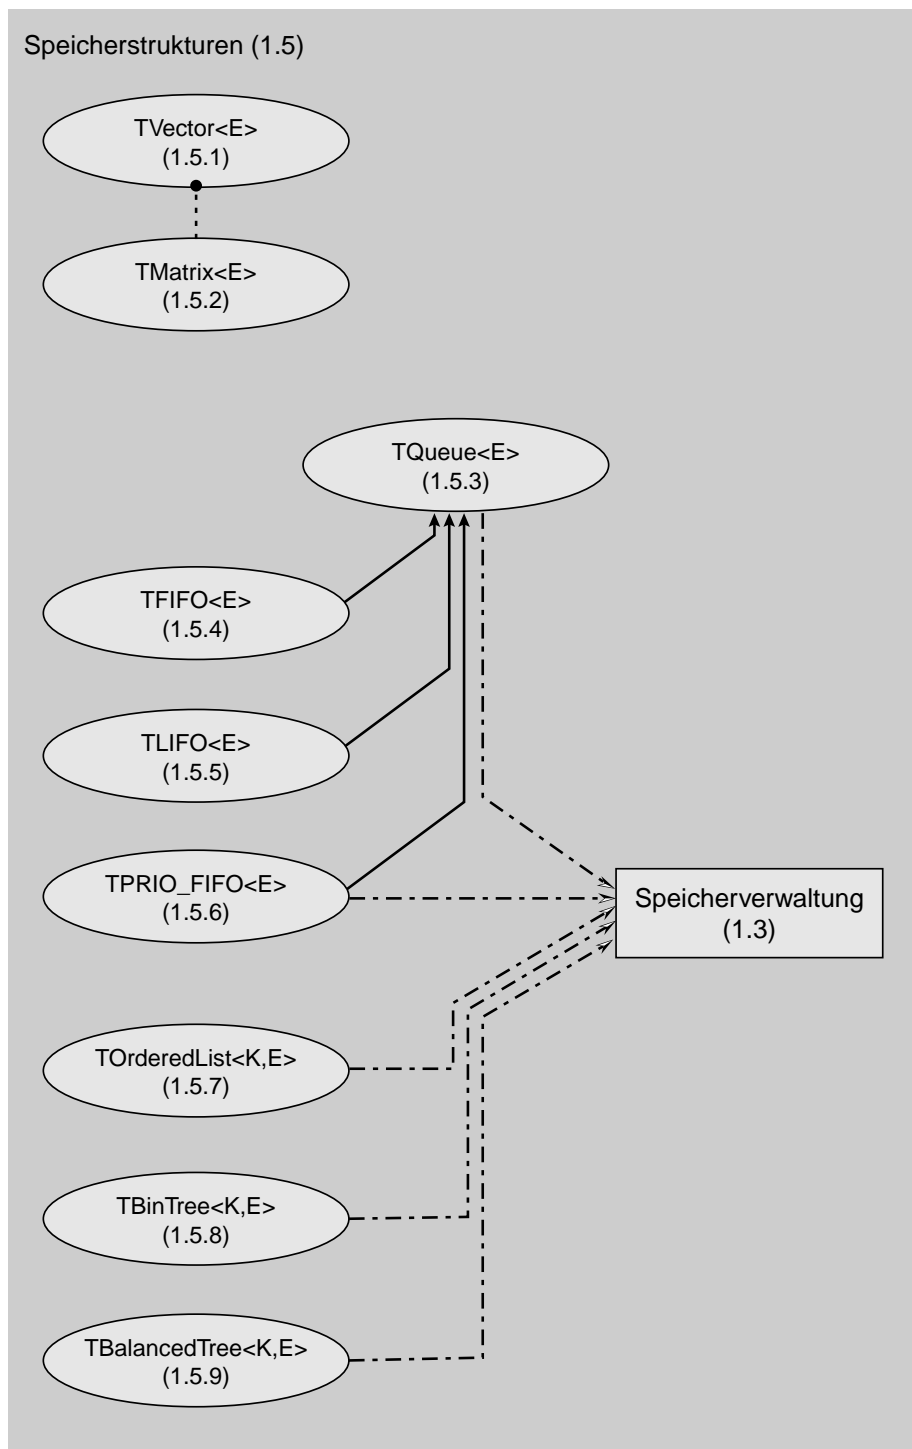 Speicherstrukturen (1.5)
TVector<E>
(1.5.1)
TMatrix<E>
(1.5.2)
TQueue<E>
(1.5.3)
TFIFO<E>
(1.5.4)
TLIFO<E>
(1.5.5)
TPRIO_FIFO<E>
(1.5.6)
Speicherverwaltung
(1.3)
TOrderedList<K,E>
(1.5.7)
TBinTree<K,E>
(1.5.8)
TBalancedTree<K,E>
(1.5.9)